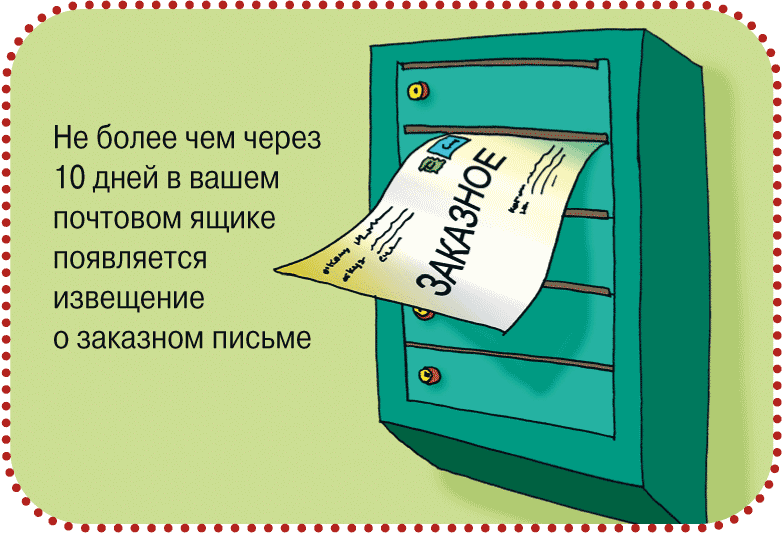 Не более чем через
10 дней в вашем
почтовом ящике
появляется
извещение
о заказном письме
ЗАКАЗНОЕ